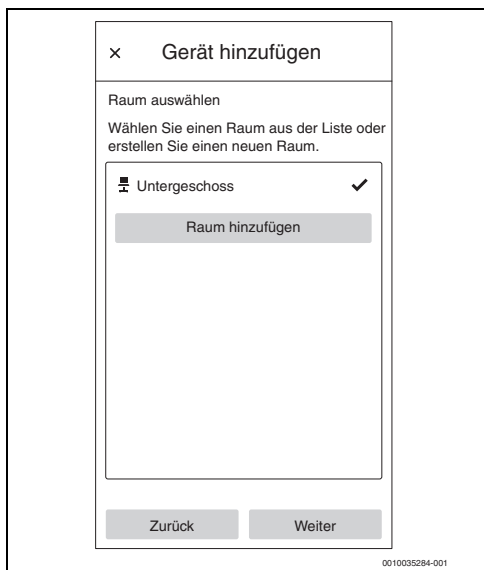 × Gerät hinzufügen
Raum auswählen
Wählen Sie einen Raum aus der Liste oder
erstellen Sie einen neuen Raum.
Untergeschoss
Raum hinzufügen
Zurück Weiter
0010035284-001